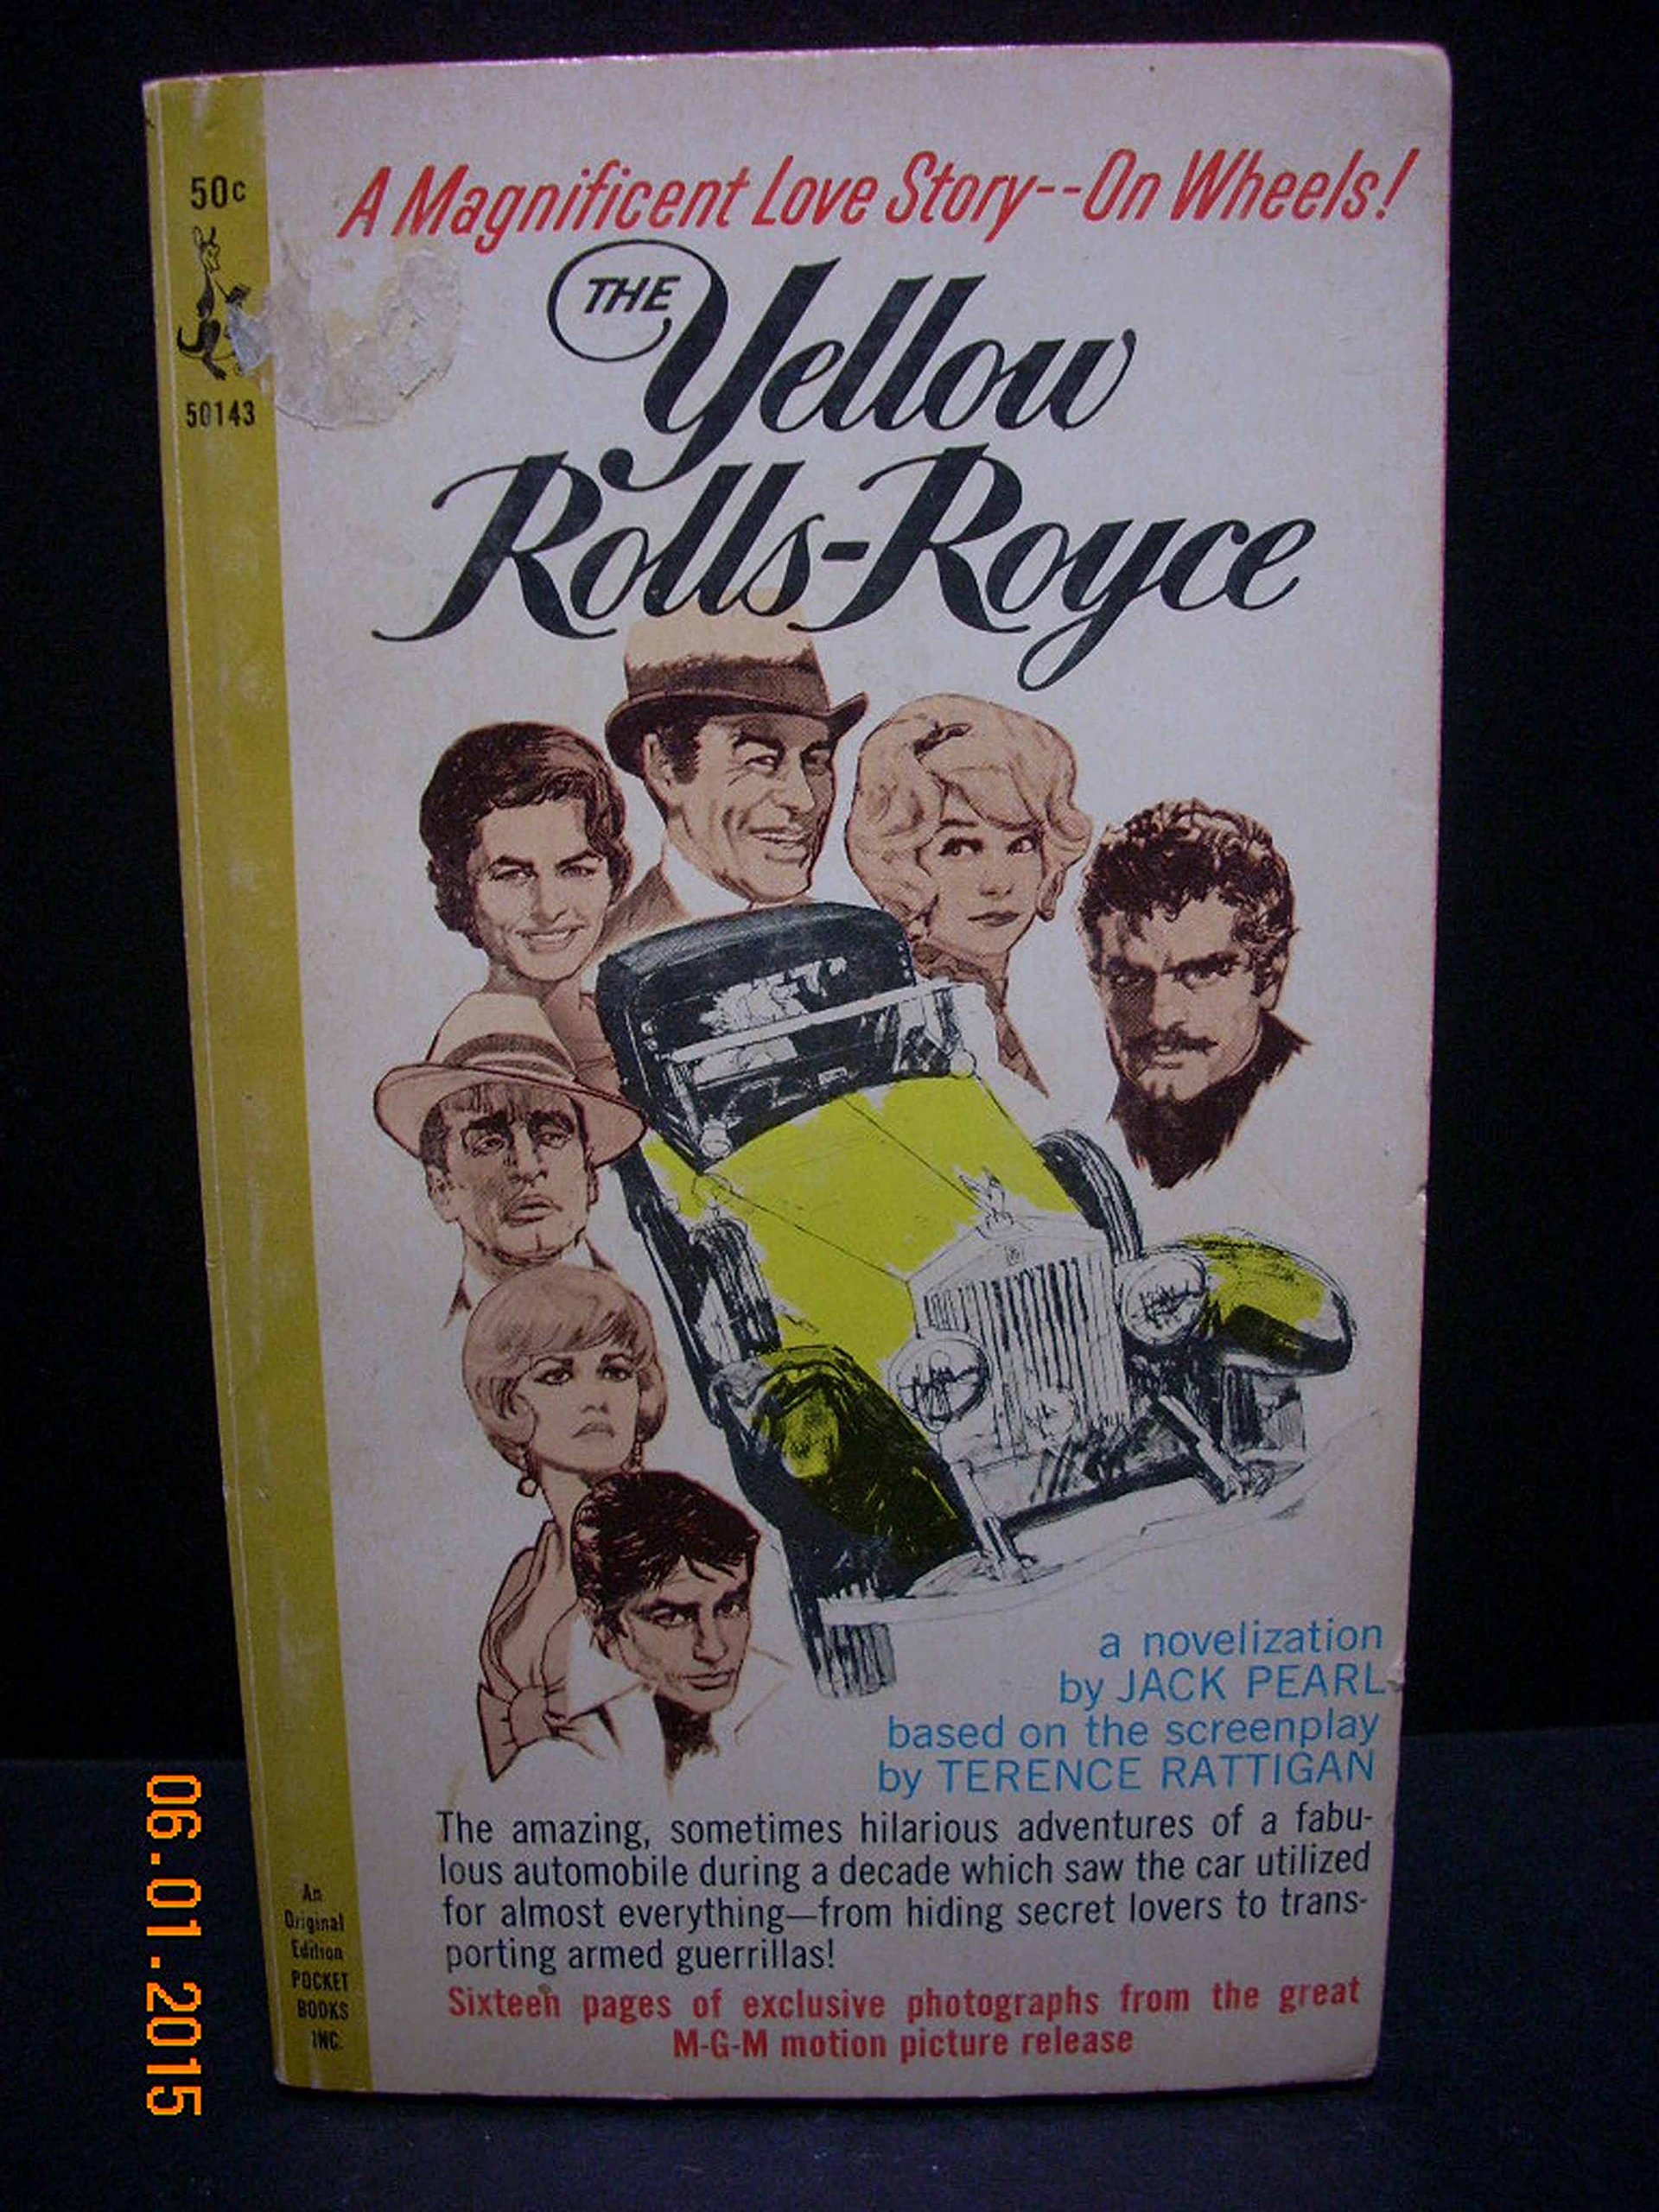 50c
50143
A Magnificent Love Story--On Wheels!
THE
Yellow
Rolls-Royce
a novelization
by JACK PEARL
based on the screenplay
by TERENCE RATTIGAN
The amazing, sometimes hilarious adventures of a fabu-
lous automobile during a decade which saw the car utilized
for almost everything—from hiding secret lovers to trans-
porting armed guerrillas!
Sixteen pages of exclusive photographs from the great
M-G-M motion picture release
An
Original
Edition
POCKET
BOOKS
INC.
06.01.2015